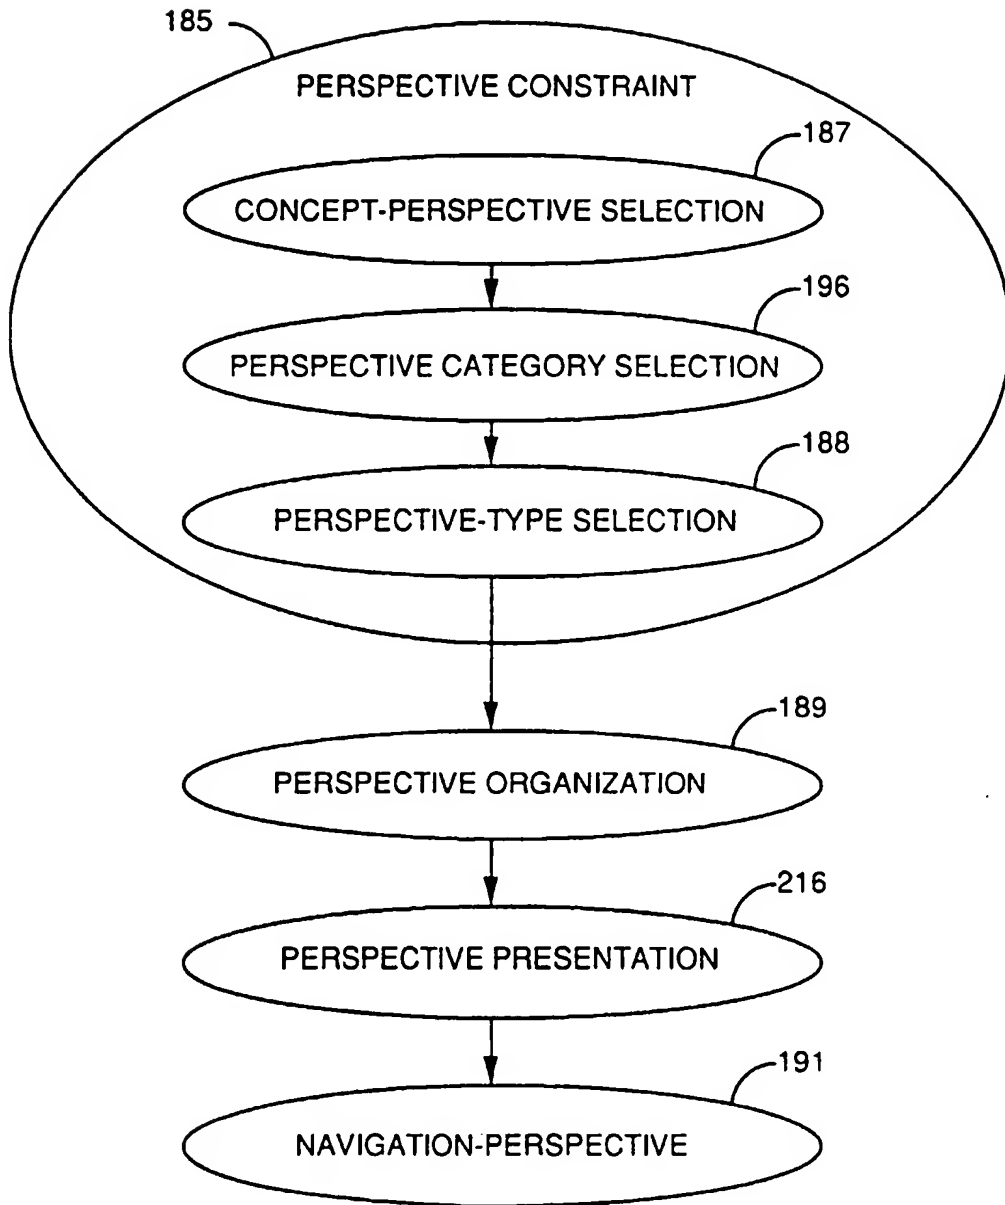 185
PERSPECTIVE CONSTRAINT
187
CONCEPT-PERSPECTIVE SELECTION
196
PERSPECTIVE CATEGORY SELECTION
188
PERSPECTIVE-TYPE SELECTION
189
PERSPECTIVE ORGANIZATION
216
PERSPECTIVE PRESENTATION
191
NAVIGATION-PERSPECTIVE